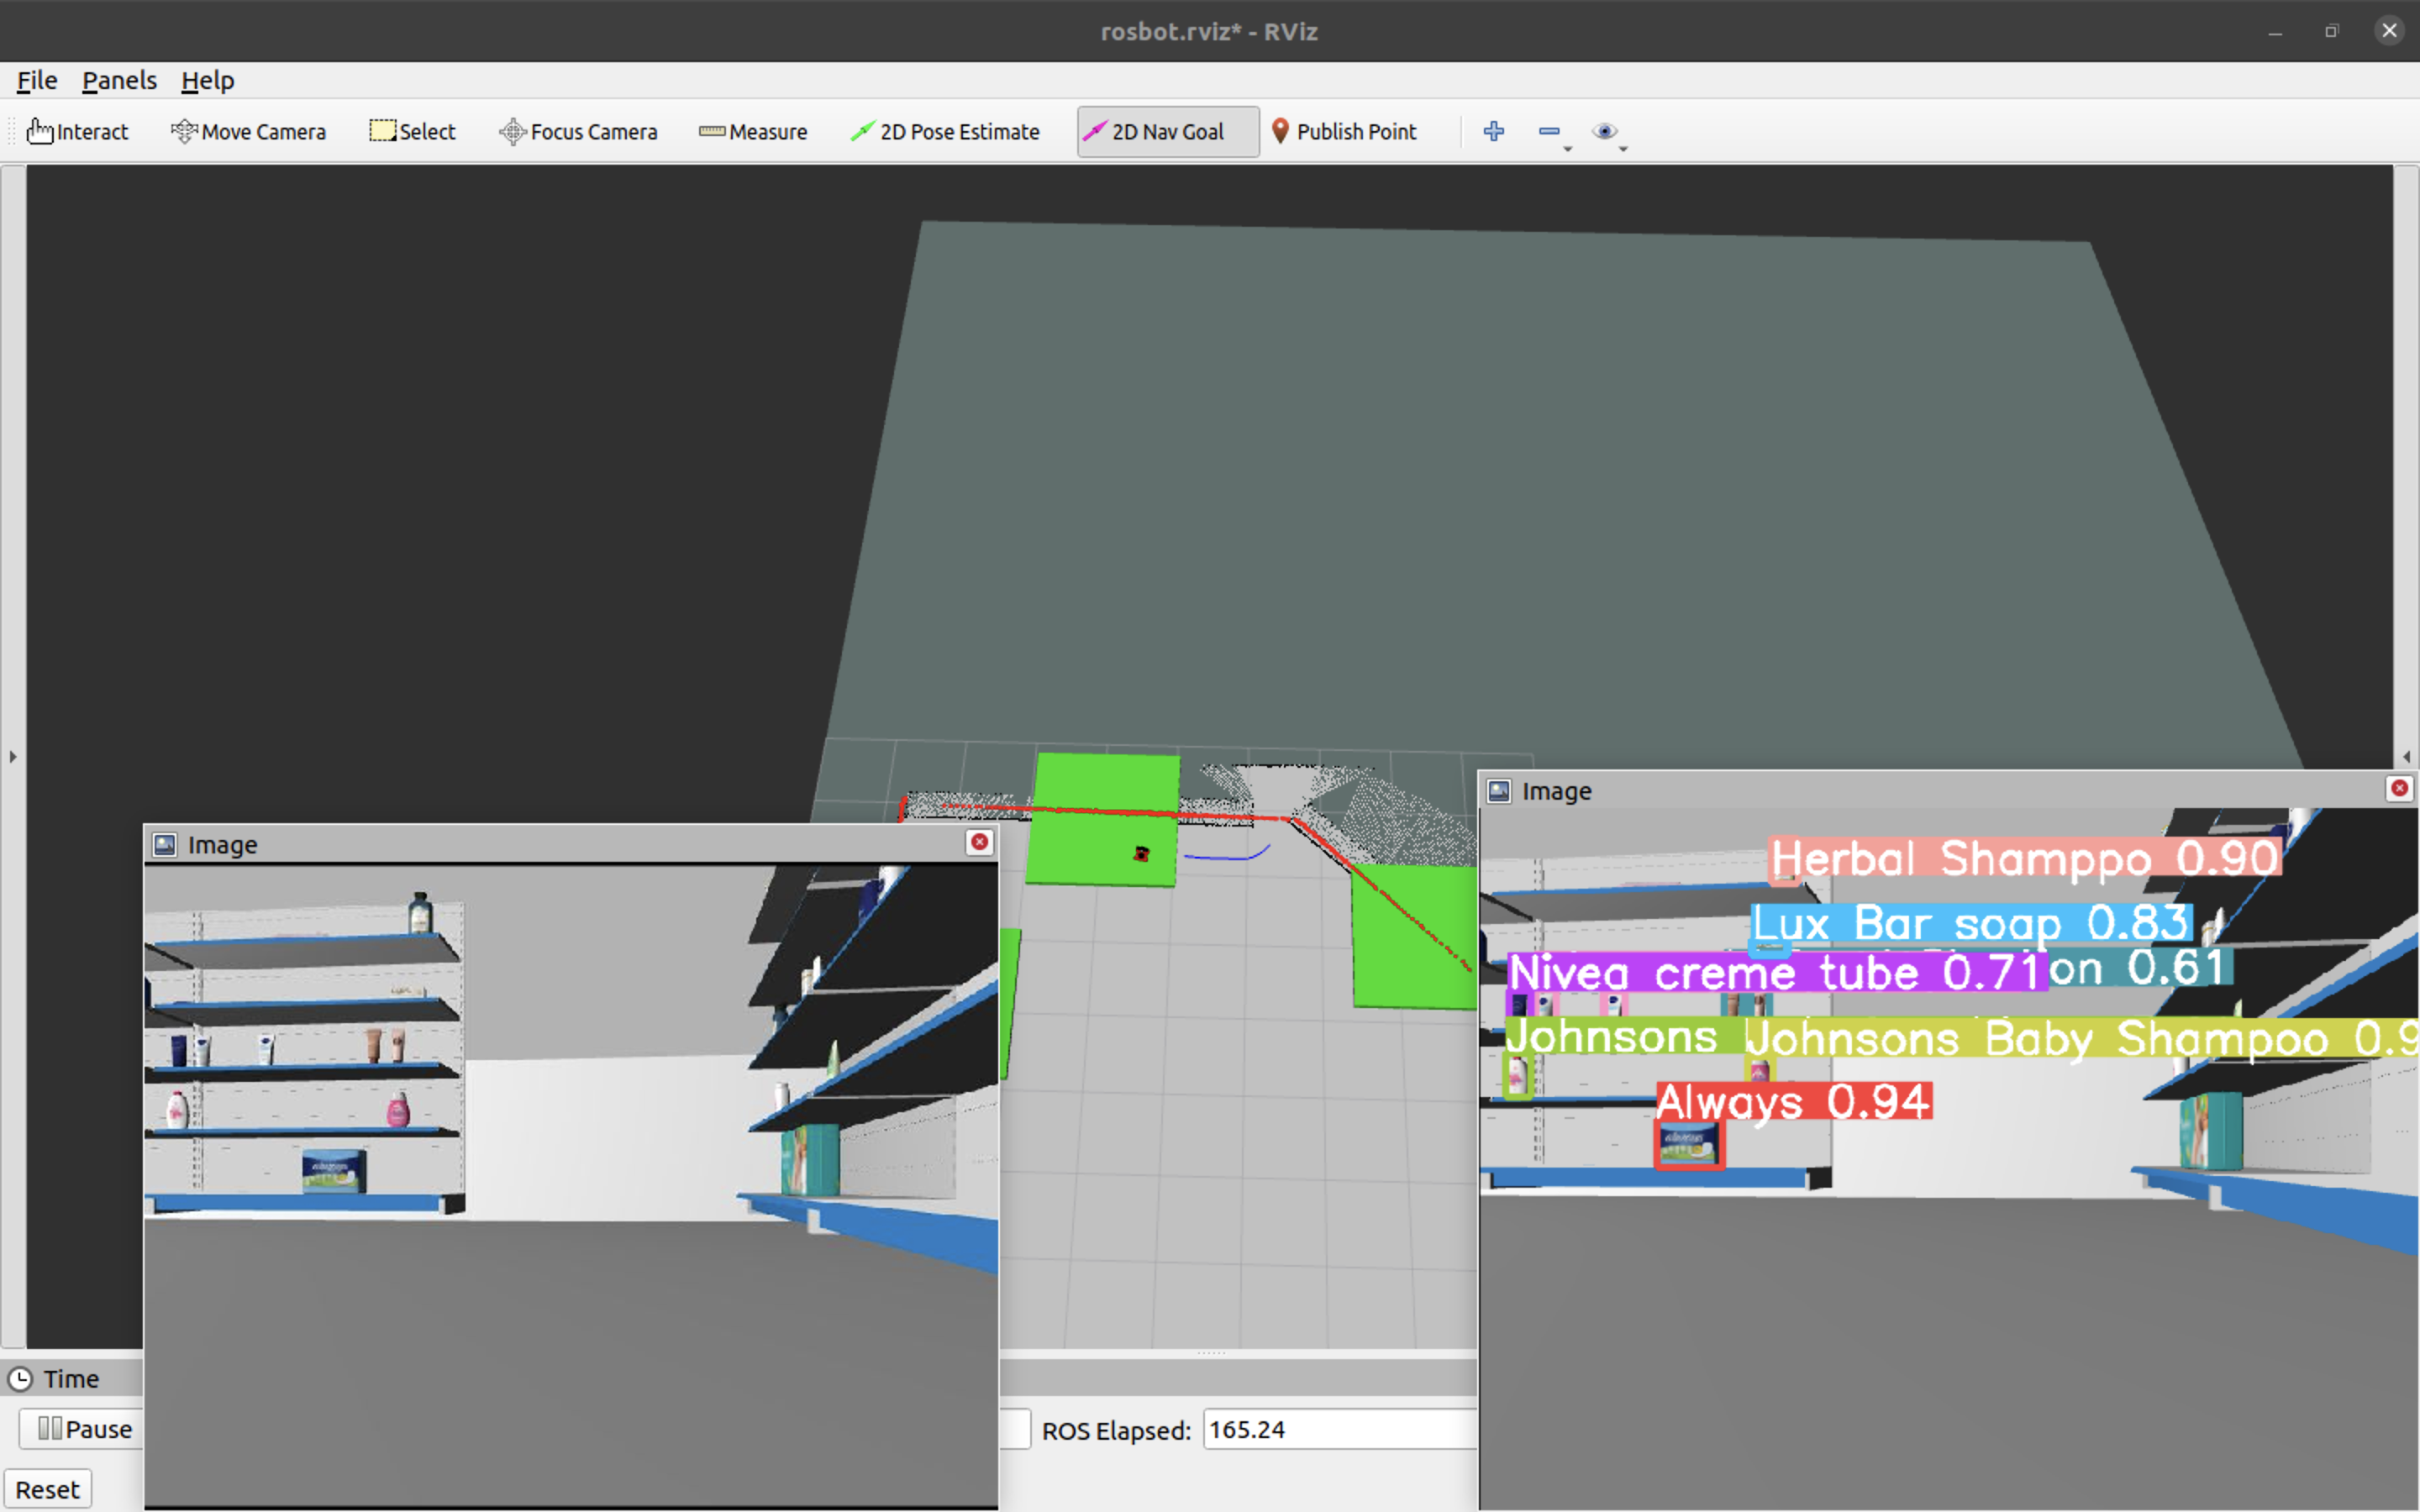 rosbot.rviz* - RViz
File Panels Help
Interact Move Camera Select Focus Camera Measure 2D Pose Estimate 2D Nav Goal Publish Point
Image
Herbal Shamppo 0.90
Lux Bar soap 0.83
Nivea creme tube 0.71 on 0.61
Johnsons Johnsons Baby Shampoo 0.9
Always 0.94
always
Image
always
Time
Pause ROS Elapsed: 165.24
Reset